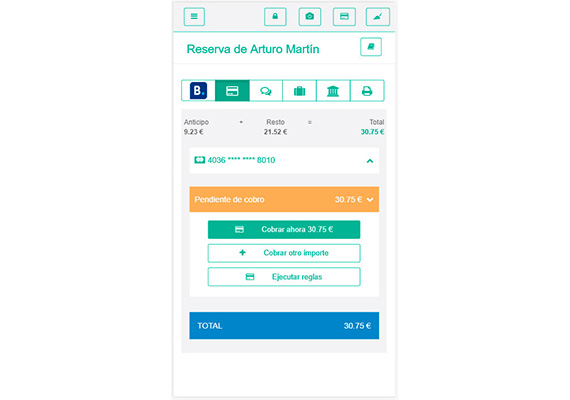 Reserva de Arturo Martín
B.
Anticipo + Resto = Total
9.23 € 21.52 € 30.75 €
4036 **** **** 8010
Pendiente de cobro 30.75 €
Cobrar ahora 30.75 €
Cobrar otro importe
Ejecutar reglas
TOTAL 30.75 €